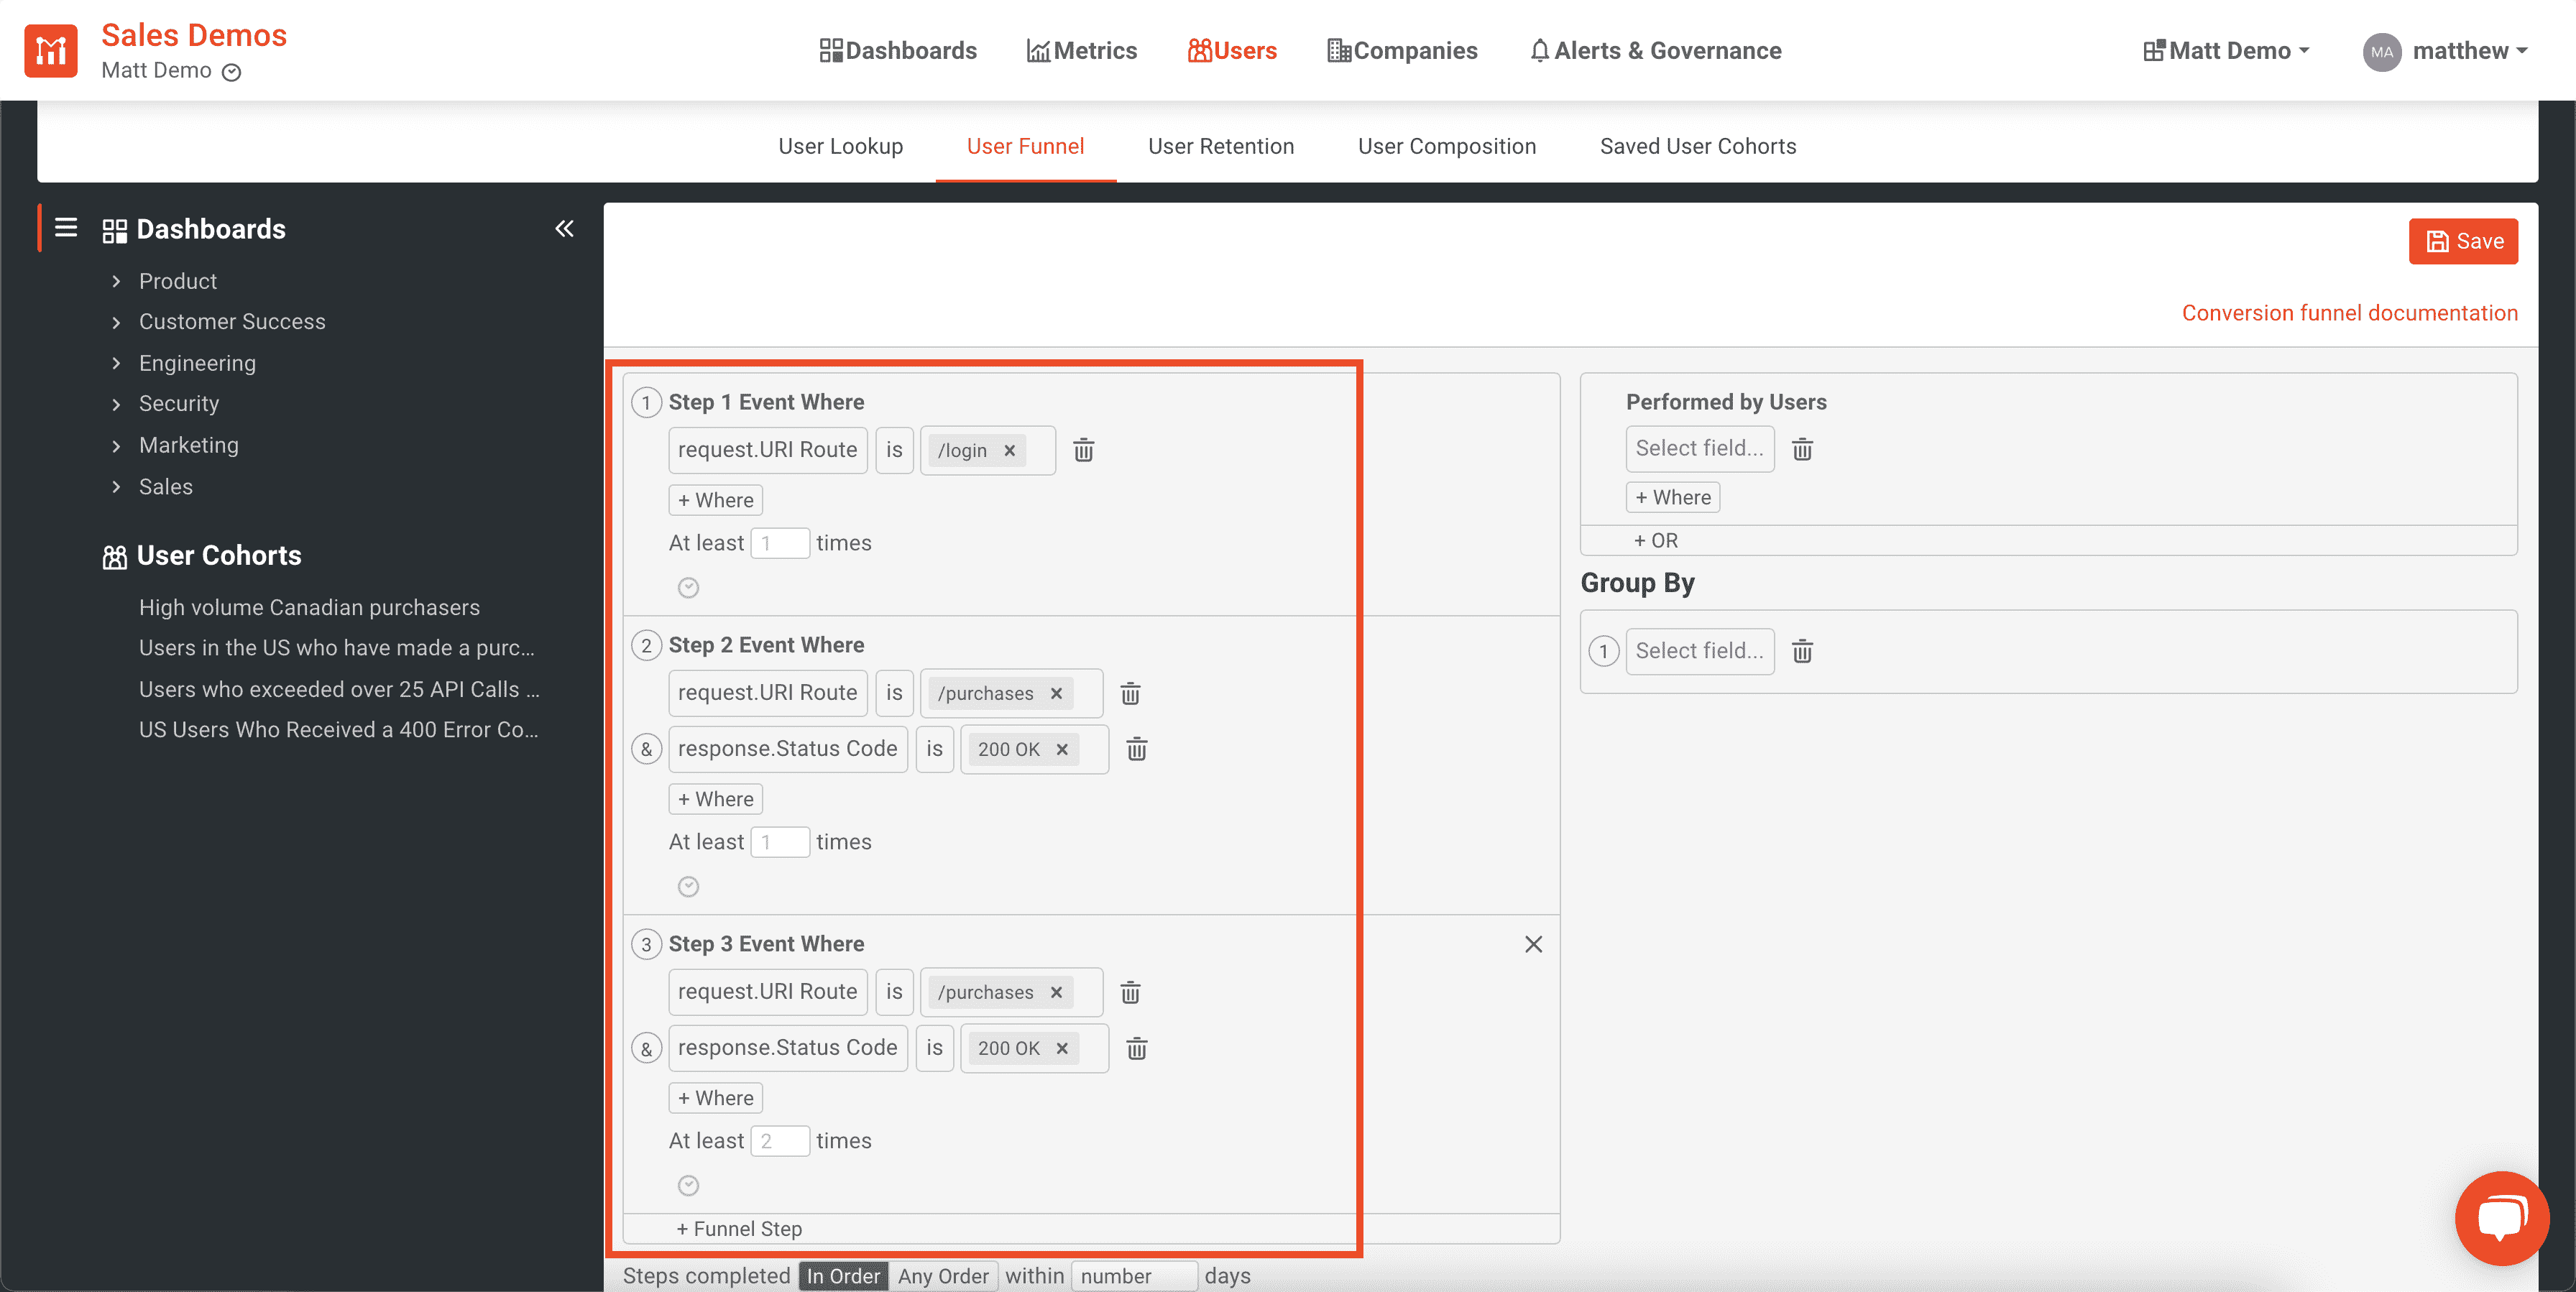 Sales Demos
Matt Demo
Dashboards
Metrics
Users
Companies
Alerts & Governance
Matt Demo
MA
matthew
User Lookup
User Funnel
User Retention
User Composition
Saved User Cohorts
Dashboards
Product
Customer Success
Engineering
Security
Marketing
Sales
User Cohorts
High volume Canadian purchasers
Users in the US who have made a purc...
Users who exceeded over 25 API Calls ...
US Users Who Received a 400 Error Co...
Save
Conversion funnel documentation
1 Step 1 Event Where
request.URI Route is /login ×
+ Where
At least 1 times
2 Step 2 Event Where
request.URI Route is /purchases ×
& response.Status Code is 200 OK ×
+ Where
At least 1 times
3 Step 3 Event Where
request.URI Route is /purchases ×
& response.Status Code is 200 OK ×
+ Where
At least 2 times
+ Funnel Step
Steps completed In Order Any Order within number days
Performed by Users
Select field...
+ Where
+ OR
Group By
1 Select field...